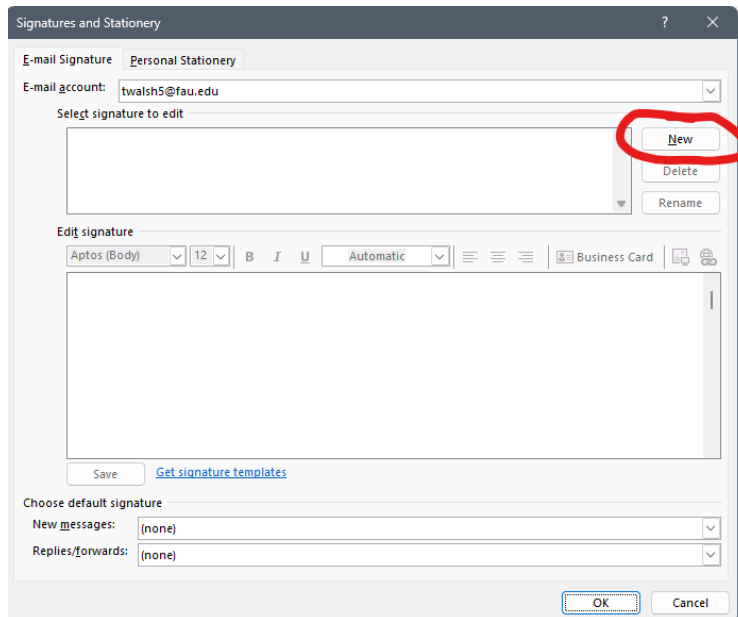 Signatures and Stationery ? ×
E-mail Signature Personal Stationery
E-mail account: twalsh5@fau.edu
Select signature to edit
New
Delete
Rename
Edit signature
Aptos (Body) 12 B I U Automatic Business Card
Save Get signature templates
Choose default signature
New messages: (none)
Replies/forwards: (none)
OK Cancel